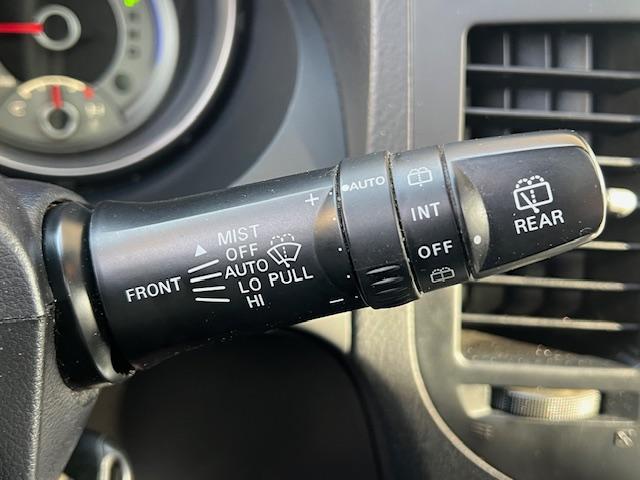 FRONT
MIST
OFF
AUTO
LO
HI
PULL
+
AUTO
-
INT
OFF
REAR